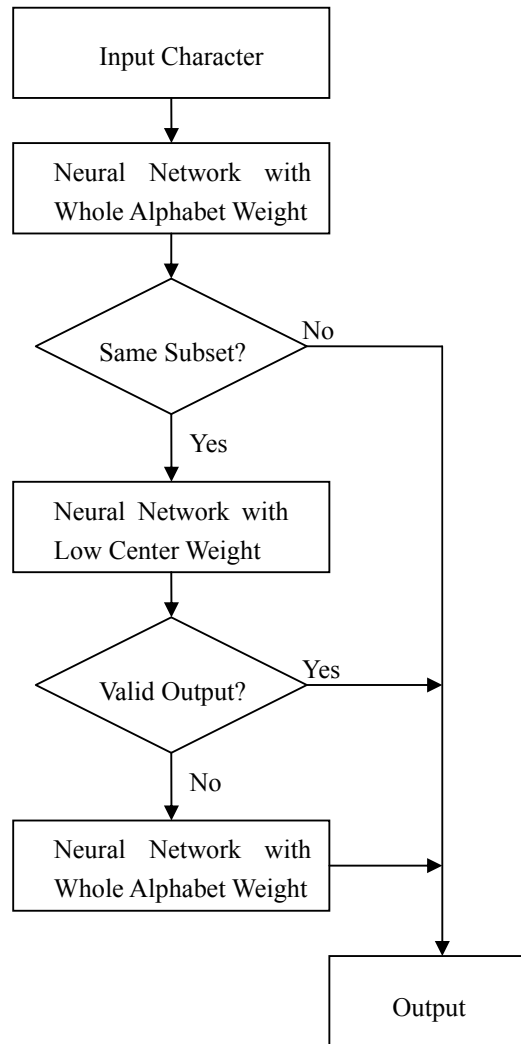 Input Character
Neural Network with
Whole Alphabet Weight
No
Same Subset?
Yes
Neural Network with
Low Center Weight
Yes
Valid Output?
No
Neural Network with
Whole Alphabet Weight
Output